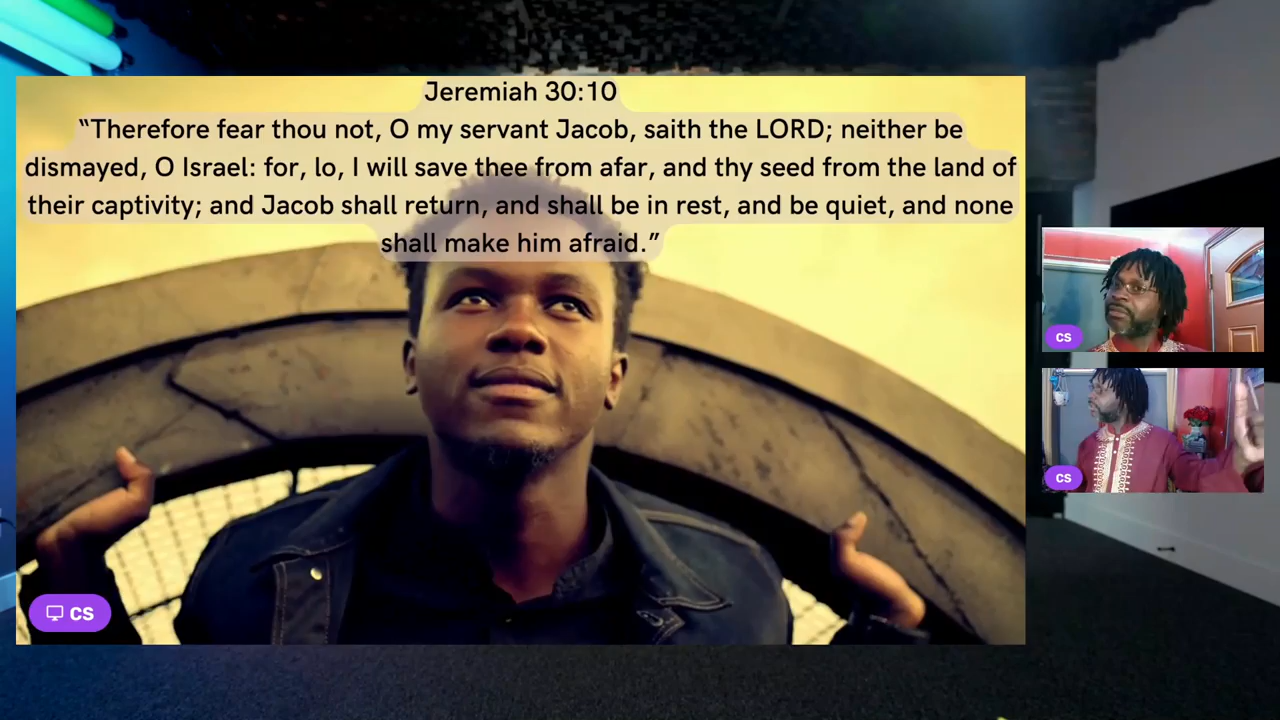 Jeremiah 30:10
“Therefore fear thou not, O my servant Jacob, saith the LORD; neither be
dismayed, O Israel: for, lo, I will save thee from afar, and thy seed from the land of
their captivity; and Jacob shall return, and shall be in rest, and be quiet, and none
shall make him afraid.”
CS
CS
CS